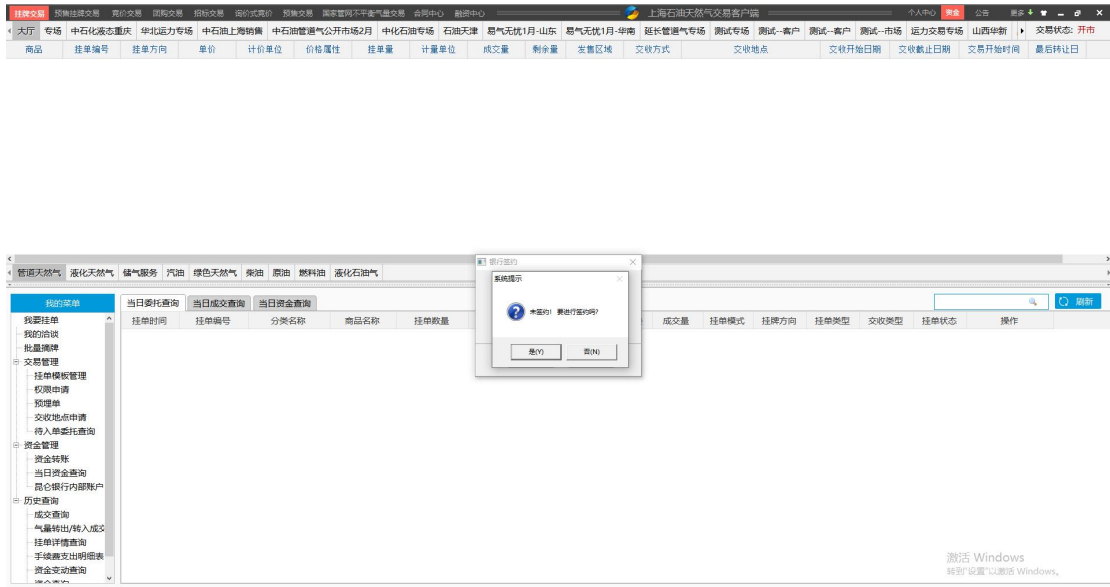 挂牌交易 预售挂牌交易 竞价交易 团购交易 招标交易 询价式竞价 预售交易 国家管网不平衡气量交易 合同中心 融资中心 上海石油天然气交易客户端 个人中心 公告 更多
大厅 专场 中石化液态重庆 华北运力专场 中石油上海销售 中石油管道气公开市场2月 中化石油专场 石油天津 易气无忧1月-山东 易气无忧1月-华南 延长管道气专场 测试专场 测试--客户 测试--客户 测试--市场 运力交易专场 山西华新 交易状态: 开市
商品 挂单编号 挂单方向 单价 计价单位 价格属性 挂单量 计量单位 成交量 剩余量 发售区域 交收方式 交收地点 交收开始日期 交收截止日期 交易开始时间 最后转让日
管道天然气 液化天然气 储气服务 汽油 绿色天然气 柴油 原油 燃料油 液化石油气
银行签约
系统提示
未签约! 要进行签约吗?
是(Y) 否(N)
我的菜单 当日委托查询 当日成交查询 当日资金查询 刷新
挂单时间 挂单编号 分类名称 商品名称 挂单数量 成交量 挂单模式 挂牌方向 挂单类型 交收类型 挂单状态 操作
我要挂单
我的洽谈
批量摘牌
交易管理
挂单模板管理
权限申请
预埋单
交收地点申请
待入单委托查询
资金管理
资金转账
当日资金查询
昆仑银行内部账户
历史查询
成交查询
气量转出/转入成交
挂单详情查询
手续费支出明细表
资金变动查询
激活 Windows
转到"设置"以激活 Windows。